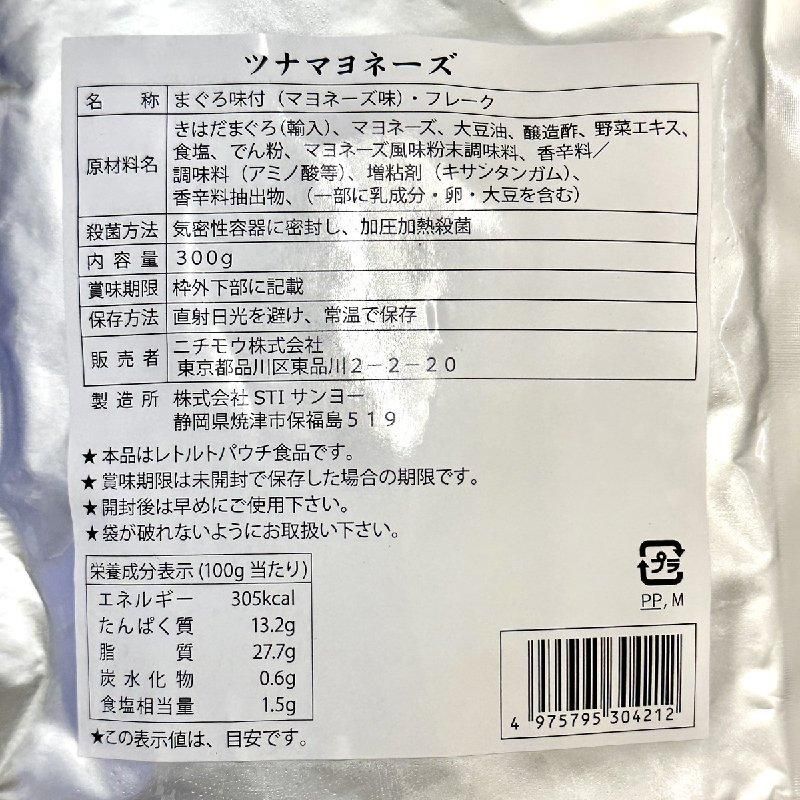 ツナマヨネーズ
名称 まぐろ味付（マヨネーズ味）・フレーク
原材料名 きはだまぐろ（輸入）、マヨネーズ、大豆油、醸造酢、野菜エキス、
食塩、でん粉、マヨネーズ風味粉末調味料、香辛料／
調味料（アミノ酸等）、増粘剤（キサンタンガム）、
香辛料抽出物、（一部に乳成分・卵・大豆を含む）
殺菌方法 気密性容器に密封し、加圧加熱殺菌
内容量 300g
賞味期限 枠外下部に記載
保存方法 直射日光を避け、常温で保存
販売者 ニチモウ株式会社
東京都品川区東品川２－２－２０
製造所 株式会社STIサンヨー
静岡県焼津市保福島５１９
★本品はレトルトパウチ食品です。
★賞味期限は未開封で保存した場合の期限です。
★開封後は早めにご使用下さい。
★袋が破れないようにお取扱い下さい。
栄養成分表示(100g当たり)
エネルギー 305kcal
たんぱく質 13.2g
脂質 27.7g
炭水化物 0.6g
食塩相当量 1.5g
★この表示値は、目安です。
プラ
PP, M
4 975795 304212